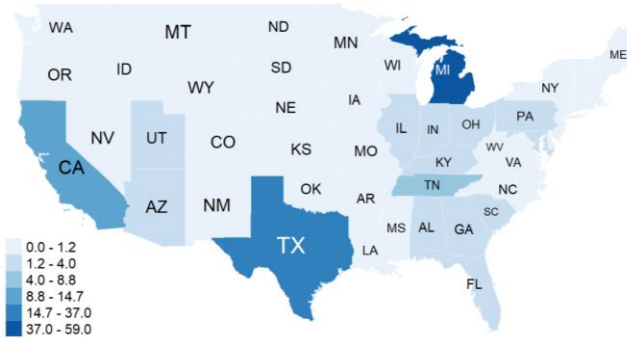 WA
MT
ND
MN
ME
OR
ID
SD
WI
MI
NY
WY
IA
NE
PA
IL
IN
OH
NV
UT
CO
WV
VA
KS
MO
KY
CA
NC
TN
OK
AZ
NM
AR
SC
MS
AL
GA
TX
LA
FL
0.0 - 1.2
1.2 - 4.0
4.0 - 8.8
8.8 - 14.7
14.7 - 37.0
37.0 - 59.0